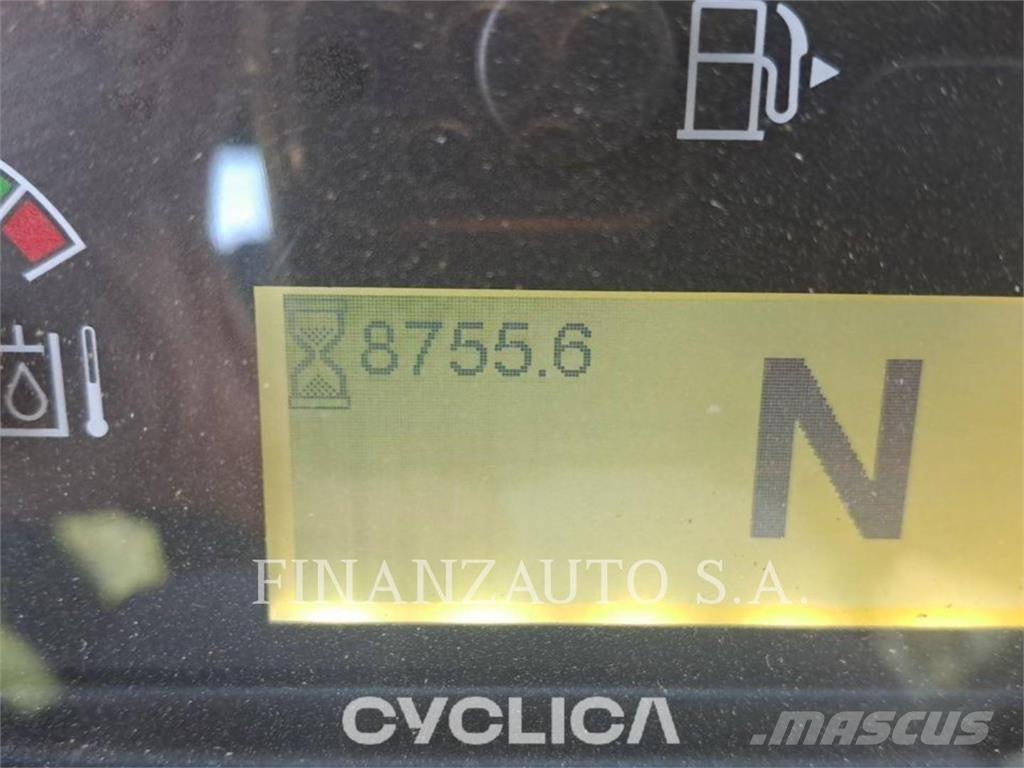 8755.6
N
FINANZAUTO S.A.
CYCLICA
MASCUS